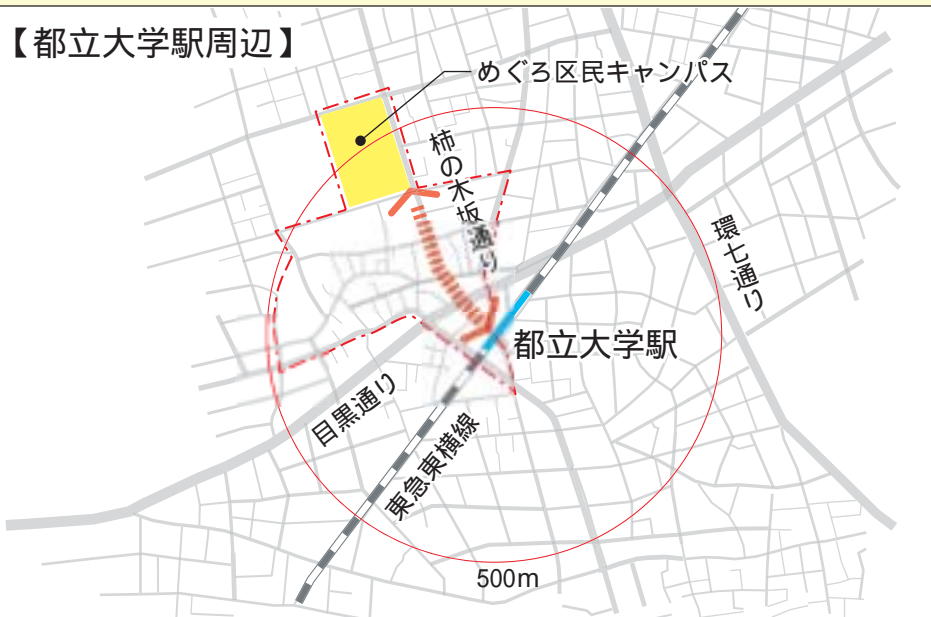 【都立大学駅周辺】
めぐろ区民キャンパス
柿の木坂通り
環七通り
都立大学駅
目黒通り
東急東横線
500m